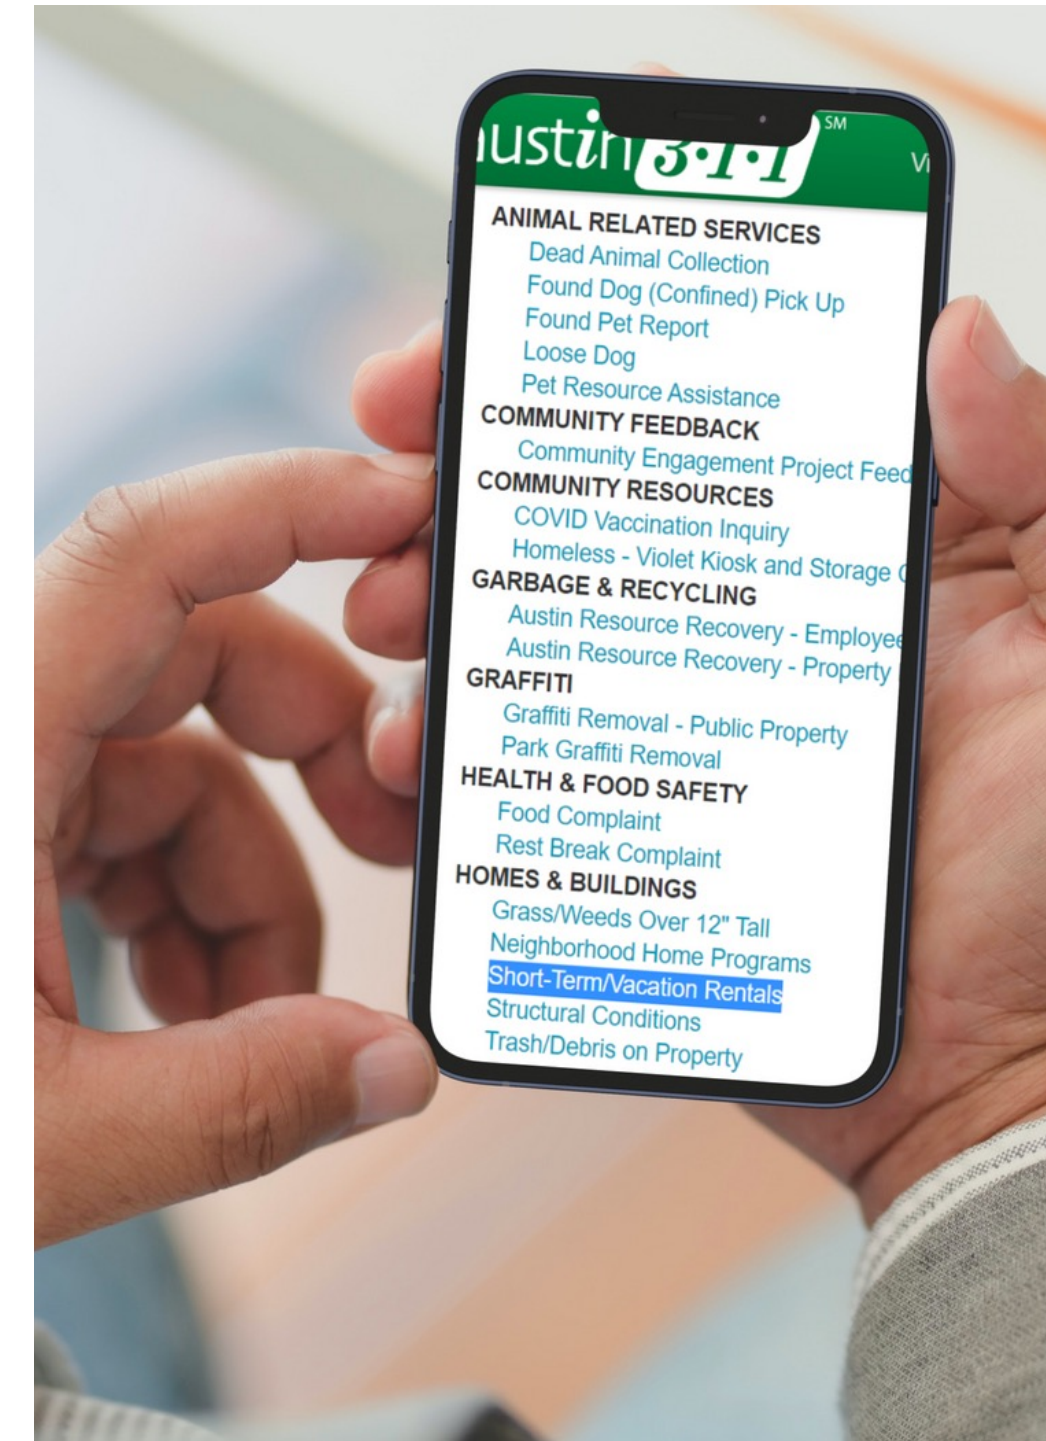 austin 3·1·1 SM
ANIMAL RELATED SERVICES
Dead Animal Collection
Found Dog (Confined) Pick Up
Found Pet Report
Loose Dog
Pet Resource Assistance
COMMUNITY FEEDBACK
Community Engagement Project Feed
COMMUNITY RESOURCES
COVID Vaccination Inquiry
Homeless - Violet Kiosk and Storage
GARBAGE & RECYCLING
Austin Resource Recovery - Employee
Austin Resource Recovery - Property
GRAFFITI
Graffiti Removal - Public Property
Park Graffiti Removal
HEALTH & FOOD SAFETY
Food Complaint
Rest Break Complaint
HOMES & BUILDINGS
Grass/Weeds Over 12" Tall
Neighborhood Home Programs
Short-Term/Vacation Rentals
Structural Conditions
Trash/Debris on Property